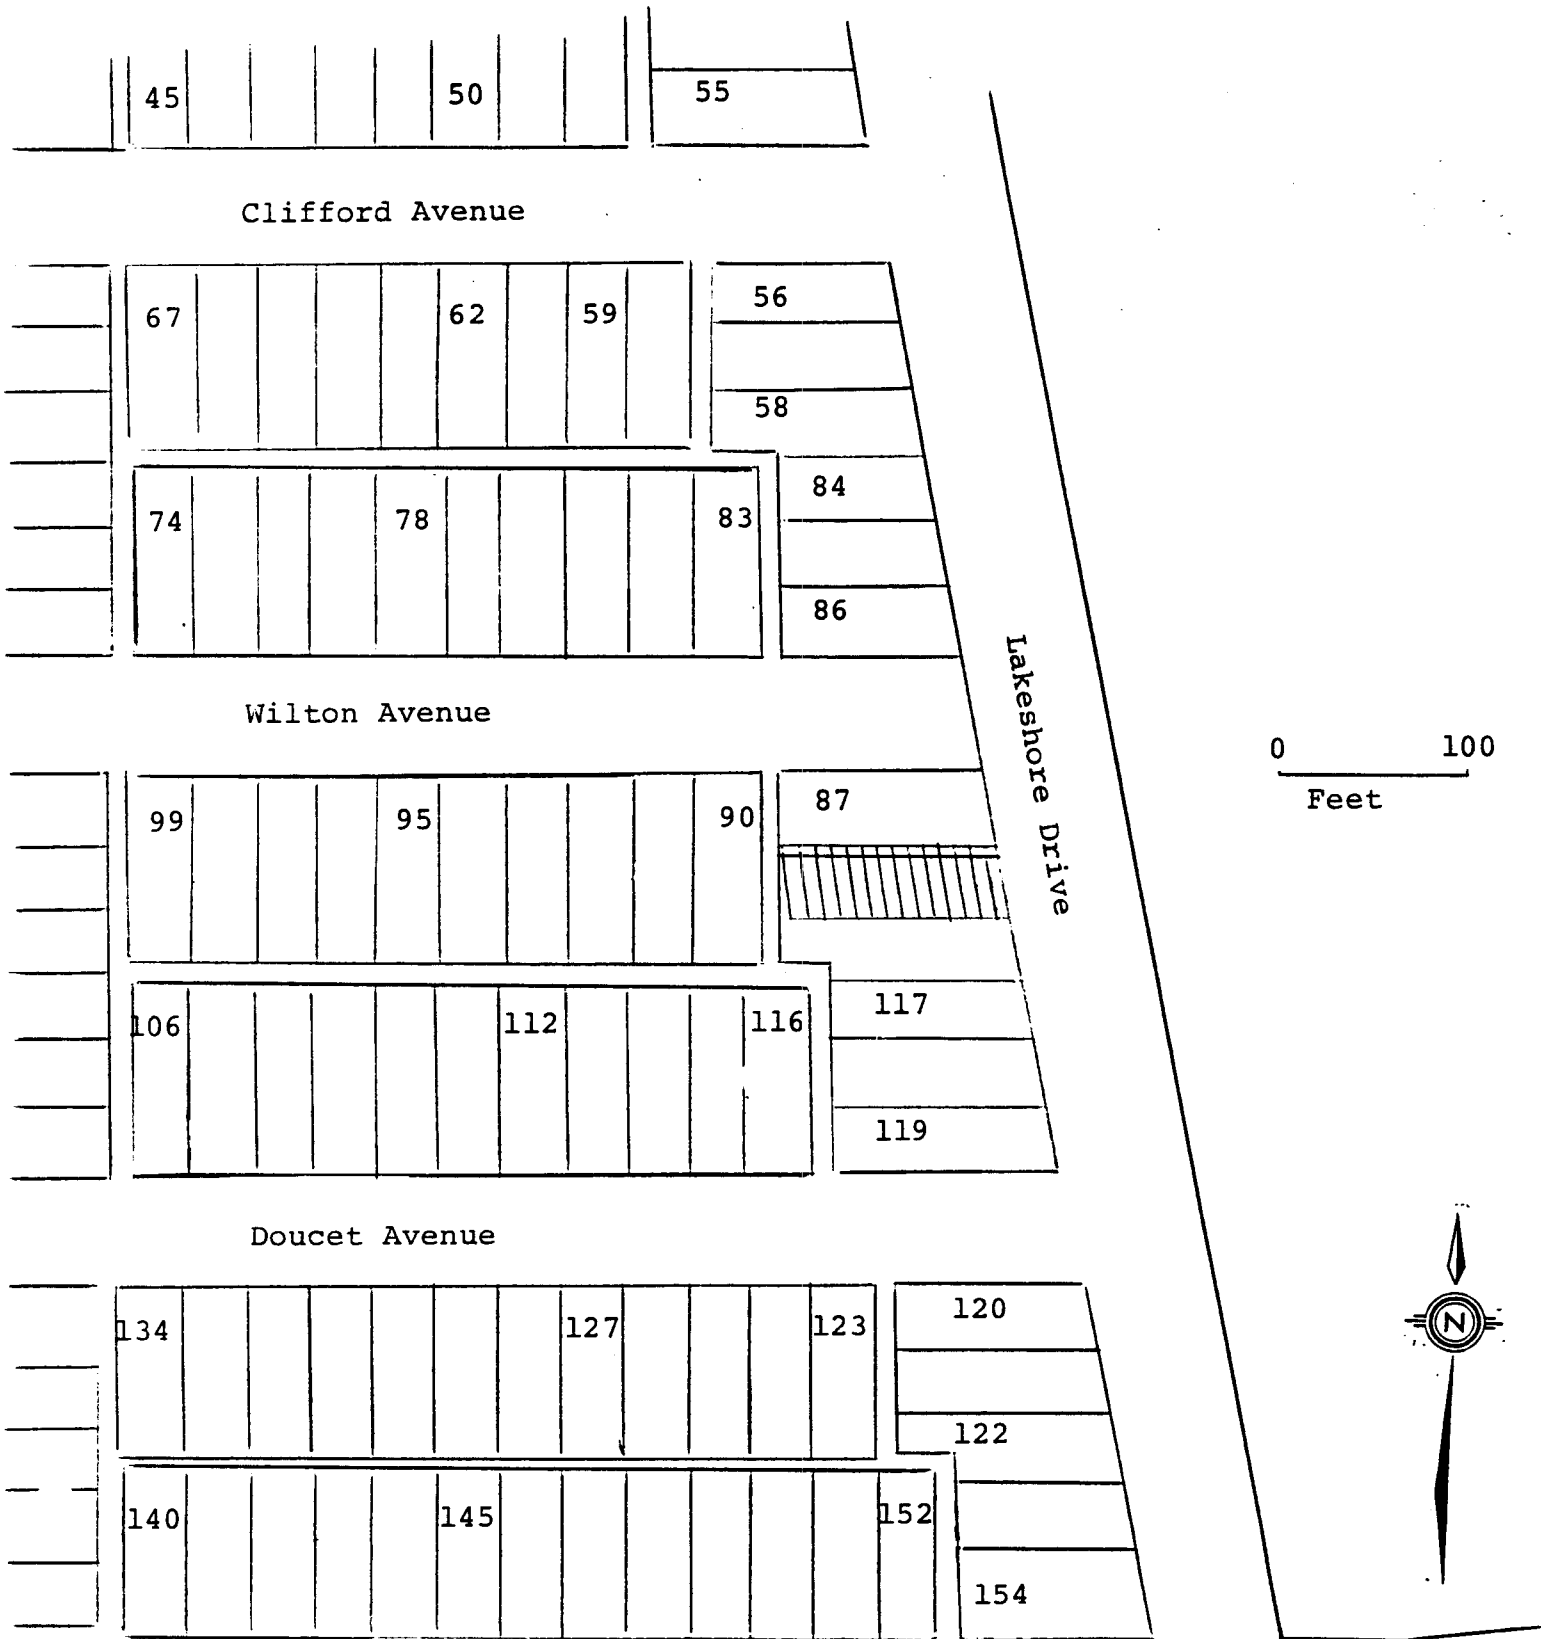 45 50 55
Clifford Avenue
67 62 59 56
58
74 78 83 84
86
Lakeshore Drive
Wilton Avenue
0 100
Feet
99 95 90 87
106 112 116 117
119
Doucet Avenue
134 127 123 120
N
122
140 145 152
154